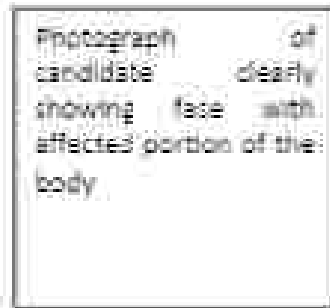 Photograph of
candidate clearly
showing face with
affected portion of the
body